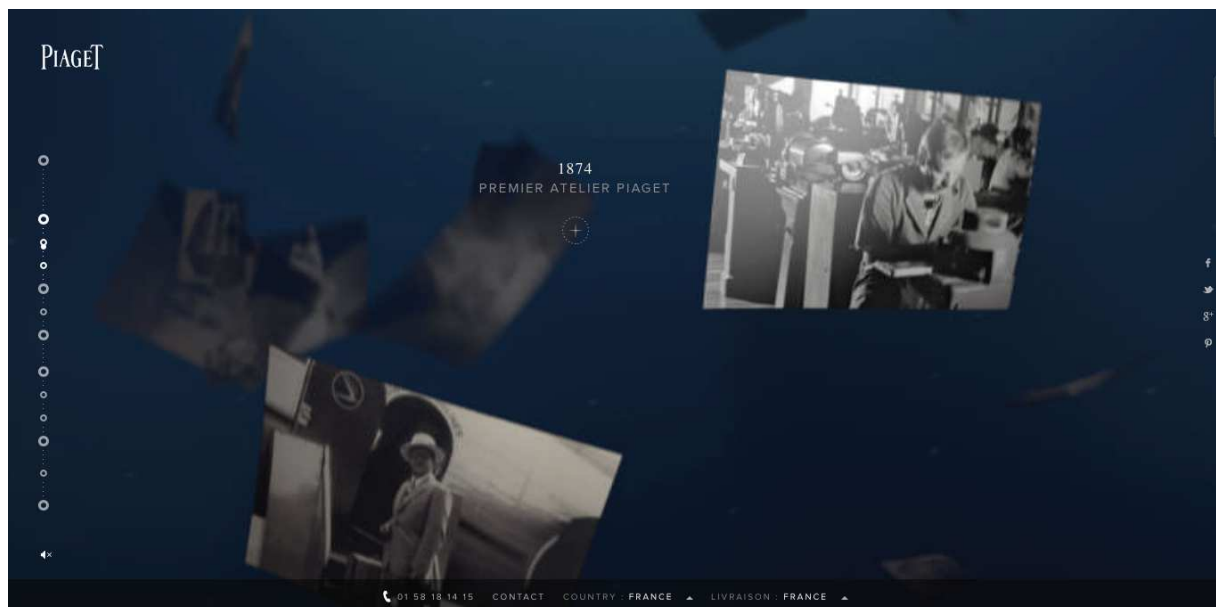 PIAGET
1874
PREMIER ATELIER PIAGET
01 58 18 14 15 CONTACT COUNTRY : FRANCE LIVRAISON : FRANCE